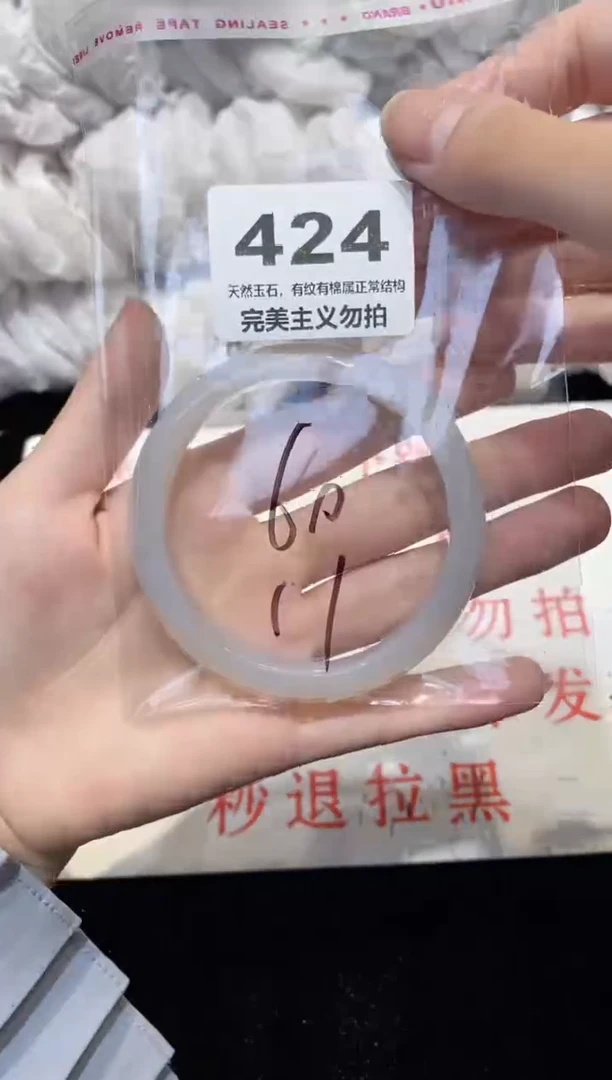 SEALING TAPE REMOVE
BRAND
424
天然玉石，有纹有棉属正常结构
完美主义勿拍
60
勿拍
发
秒退拉黑